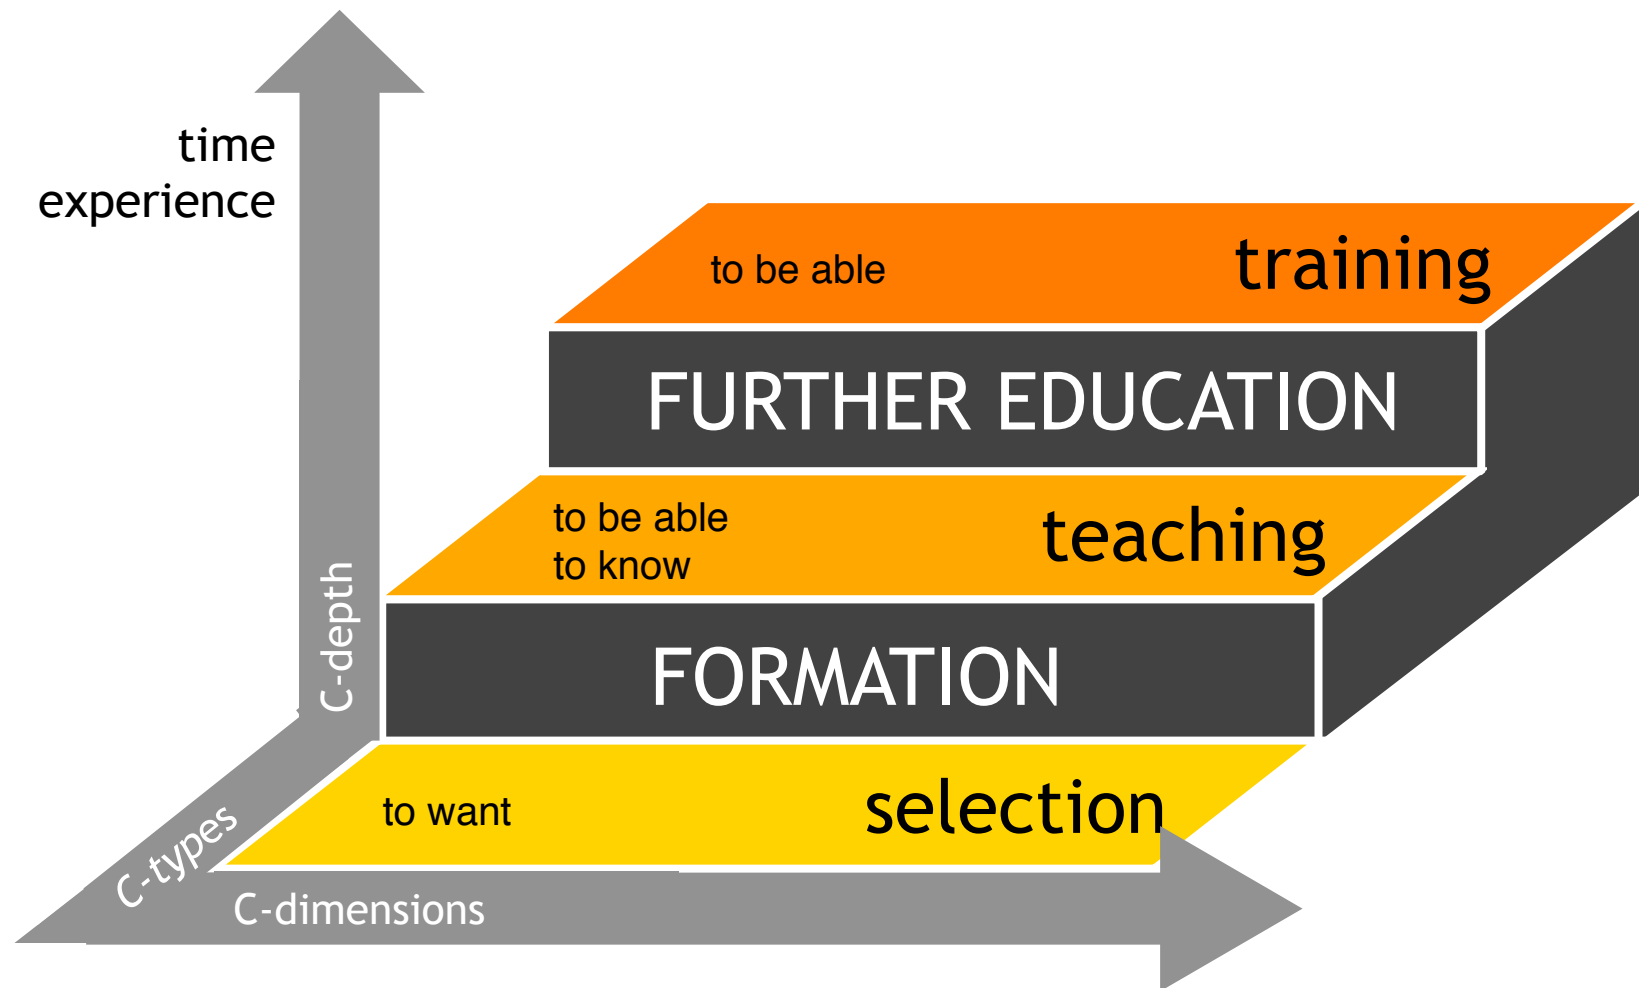 time
experience
to be able
training
FURTHER EDUCATION
to be able
to know
teaching
C-depth
FORMATION
to want
selection
C-types
C-dimensions